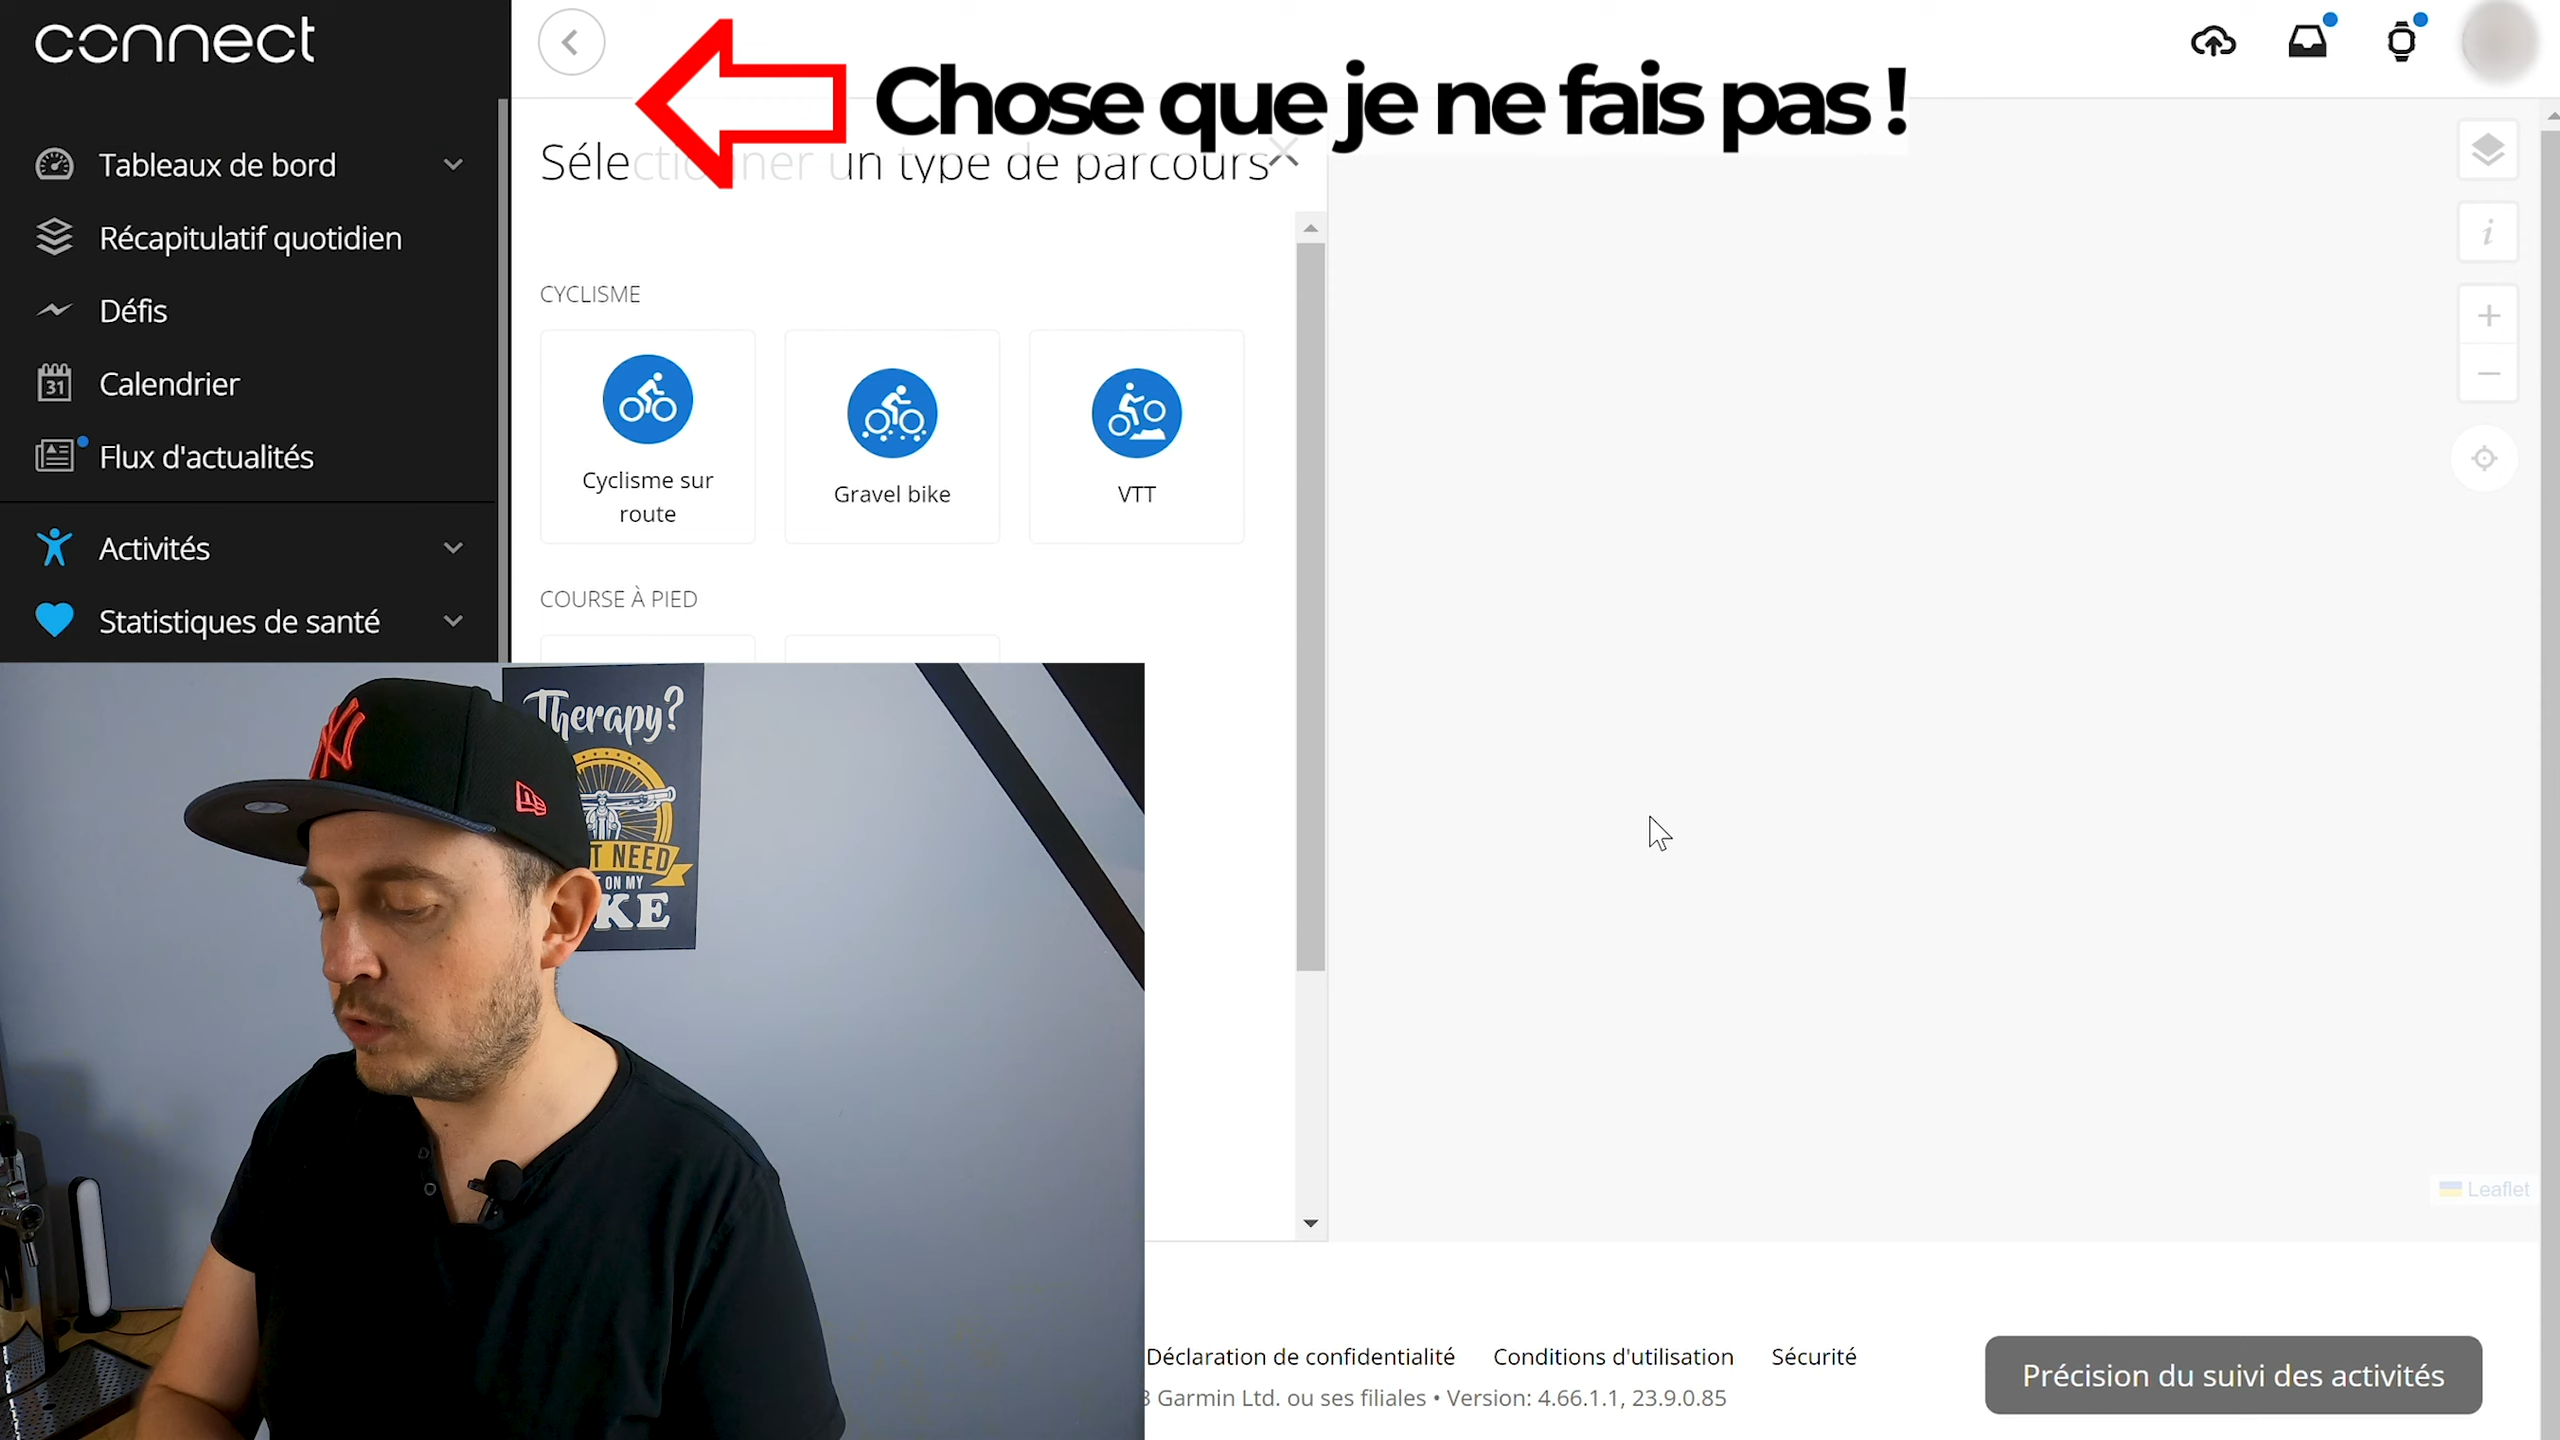 connect
Chose que je ne fais pas !
Sélectionner un type de parcours
Tableaux de bord
Récapitulatif quotidien
Défis
31
Calendrier
Flux d'actualités
Activités
Statistiques de santé
CYCLISME
Cyclisme sur
route
Gravel bike
VTT
COURSE À PIED
Therapy?
NEED
ON MY
NY
Leaflet
Déclaration de confidentialité Conditions d'utilisation Sécurité
Garmin Ltd. ou ses filiales • Version: 4.66.1.1, 23.9.0.85
Précision du suivi des activités